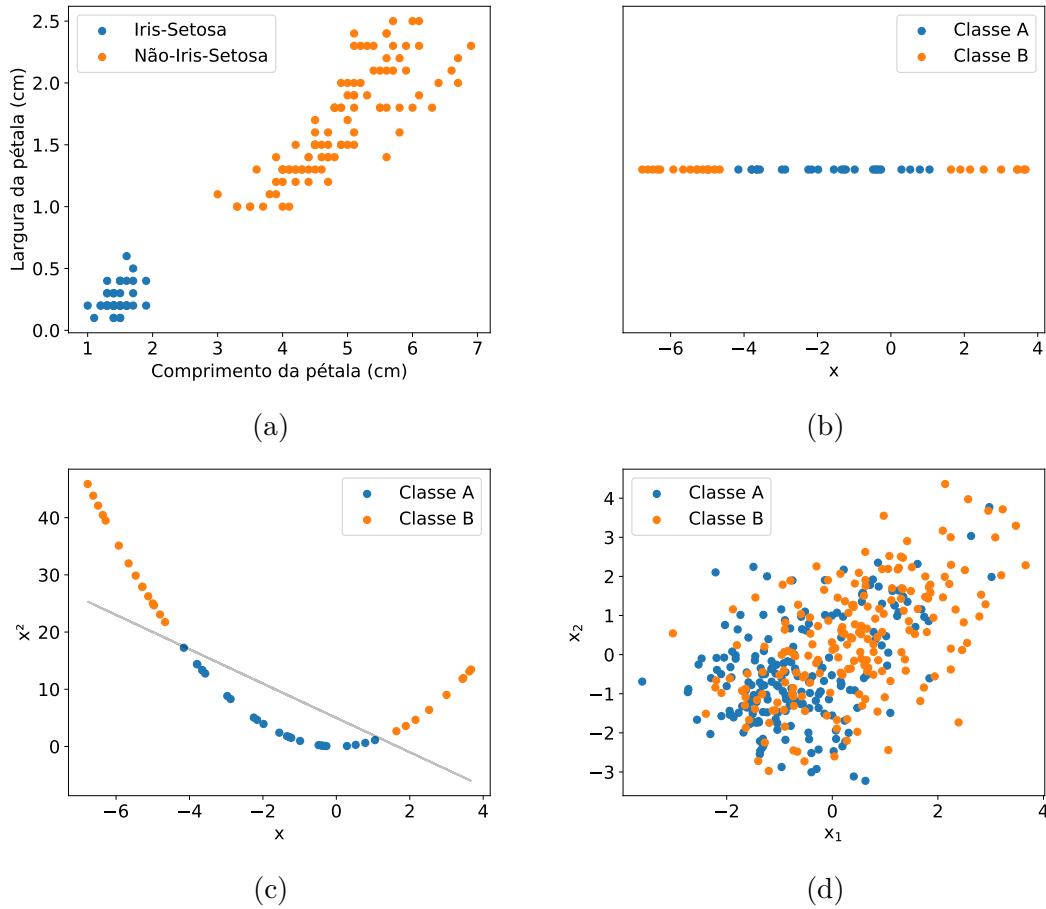 Iris-Setosa
Não-Iris-Setosa
2.5
2.0
1.5
1.0
0.5
0.0
Largura da pétala (cm)
1 2 3 4 5 6 7
Comprimento da pétala (cm)
(a)
Classe A
Classe B
−6 −4 −2 0 2 4
x
(b)
Classe A
Classe B
40
30
20
10
0
x²
−6 −4 −2 0 2 4
x
(c)
Classe A
Classe B
4
3
2
1
0
−1
−2
−3
x₂
−2 0 2 4
x₁
(d)